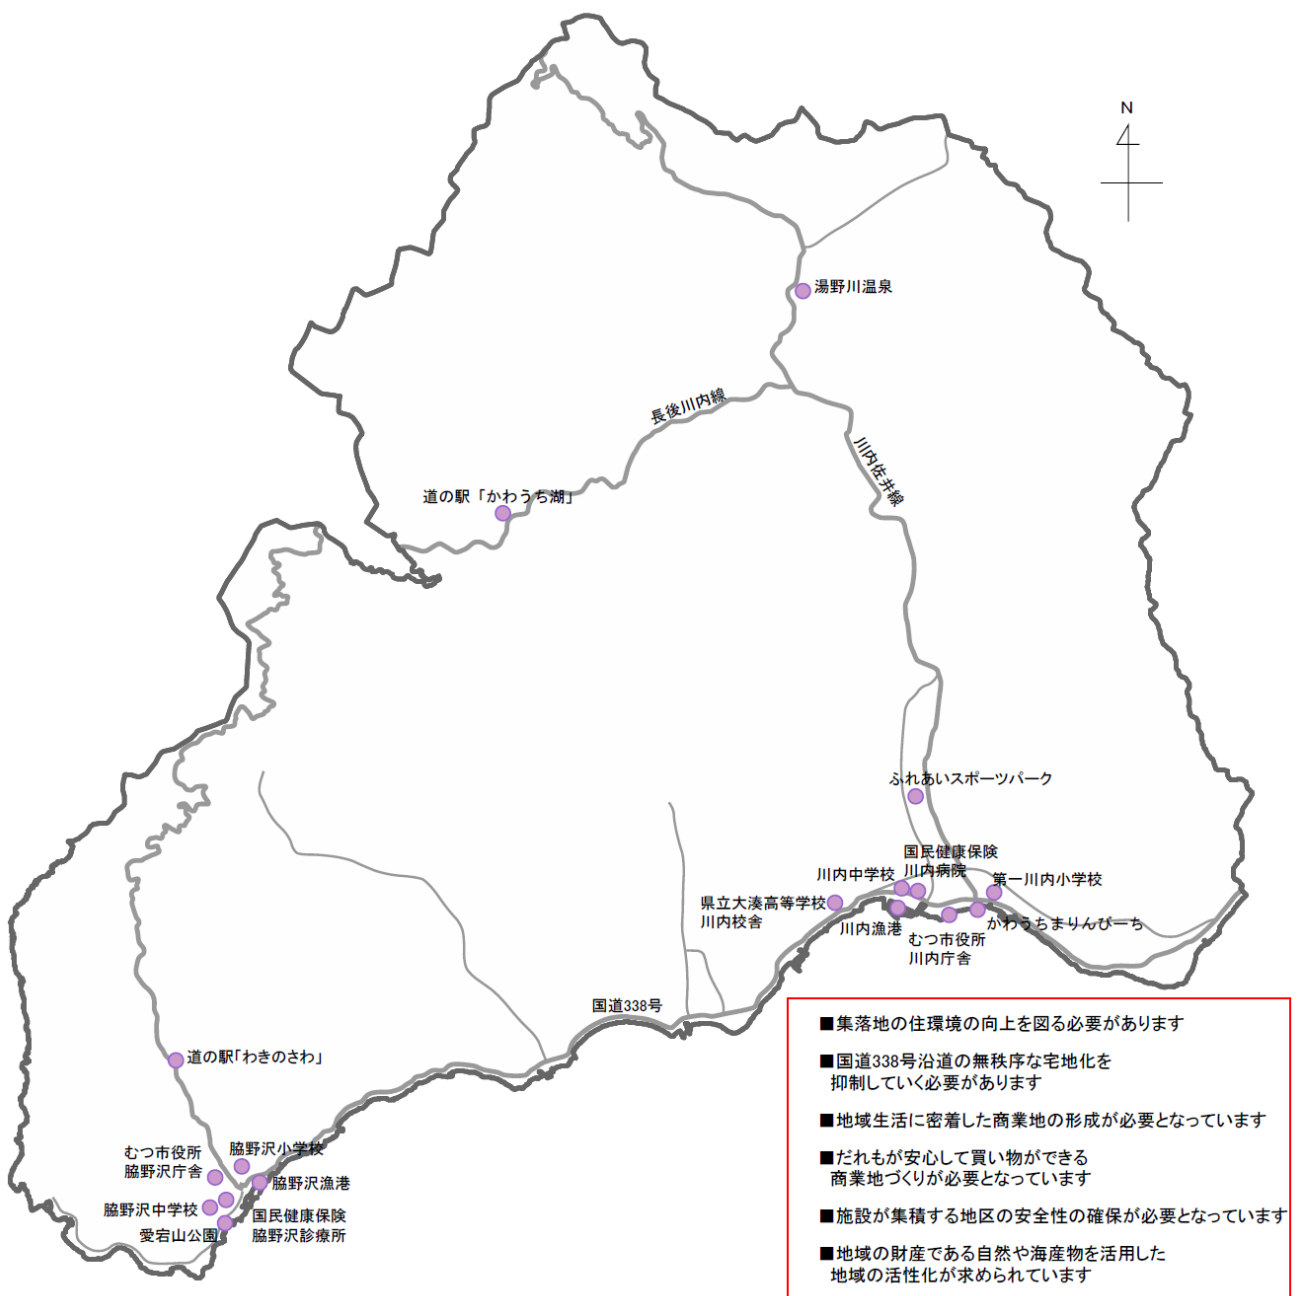 N
湯野川温泉
長後川内線
川内佐井線
道の駅「かわうち湖」
ふれあいスポーツパーク
国民健康保険
川内病院
川内中学校
第一川内小学校
県立大湊高等学校
川内校舎
川内漁港
かわうちまりんびーち
むつ市役所
川内庁舎
国道338号
道の駅「わきのさわ」
むつ市役所
脇野沢庁舎
脇野沢小学校
脇野沢漁港
脇野沢中学校
国民健康保険
脇野沢診療所
愛宕山公園
■集落地の住環境の向上を図る必要があります
■国道338号沿道の無秩序な宅地化を
抑制していく必要があります
■地域生活に密着した商業地の形成が必要となっています
■だれもが安心して買い物ができる
商業地づくりが必要となっています
■施設が集積する地区の安全性の確保が必要となっています
■地域の財産である自然や海産物を活用した
地域の活性化が求められています